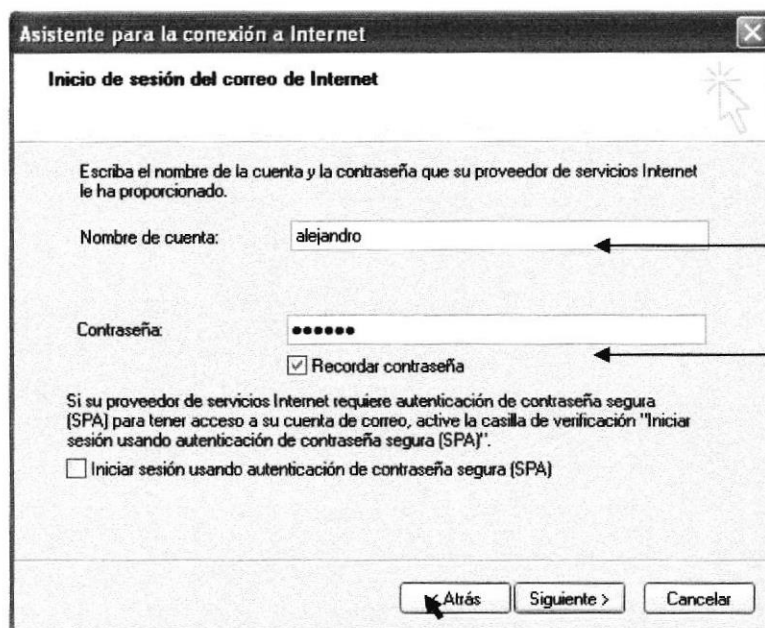 Asistente para la conexión a Internet
Inicio de sesión del correo de Internet
Escriba el nombre de la cuenta y la contraseña que su proveedor de servicios Internet
le ha proporcionado.
Nombre de cuenta: alejandro
Contraseña: ●●●●●●
Recordar contraseña
Si su proveedor de servicios Internet requiere autenticación de contraseña segura
(SPA) para tener acceso a su cuenta de correo, active la casilla de verificación "Iniciar
sesión usando autenticación de contraseña segura (SPA)".
Iniciar sesión usando autenticación de contraseña segura (SPA)
< Atrás Siguiente > Cancelar